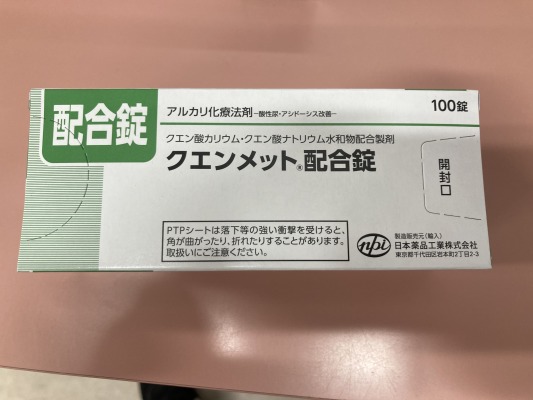 配合錠
アルカリ化療法剤-酸性尿・アシドーシス改善-
100錠
クエン酸カリウム・クエン酸ナトリウム水和物配合製剤
クエンメット®配合錠
開封口
PTPシートは落下等の強い衝撃を受けると、
角が曲がったり、折れたりすることがあります。
取扱いにご注意ください。
npi
製造販売元(輸入)
日本薬品工業株式会社
東京都千代田区岩本町2丁目2-3